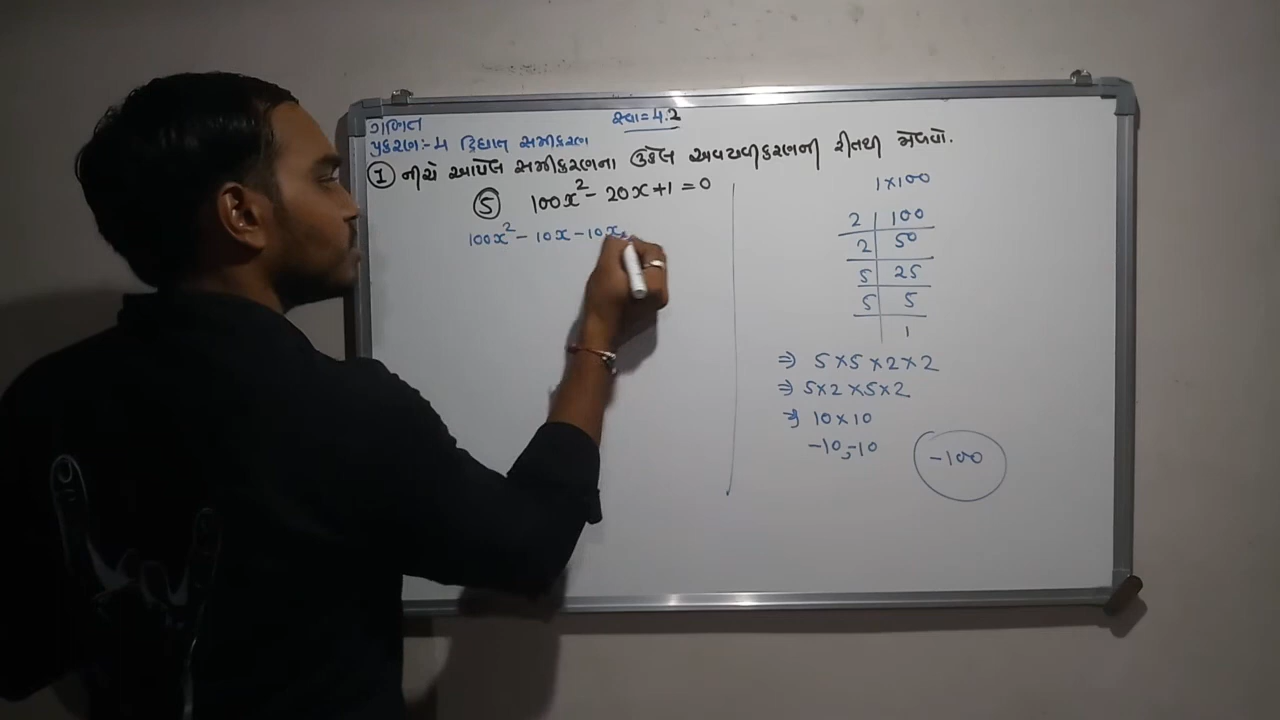 ગણિત
સ્વા=4.2
પ્રકરણ:-4 દ્વિઘાત સમીકરણ
① નીચે આપેલ સમીકરણના ઉકેલ અવયવીકરણની રીતથી મેળવો.
⑤ 100x² - 20x + 1 = 0
100x² - 10x - 10x
1 × 100
2 | 100
2 | 50
5 | 25
5 | 5
| 1
⇒ 5 × 5 × 2 × 2
⇒ 5 × 2 × 5 × 2
⇒ 10 × 10
-10, -10
-100